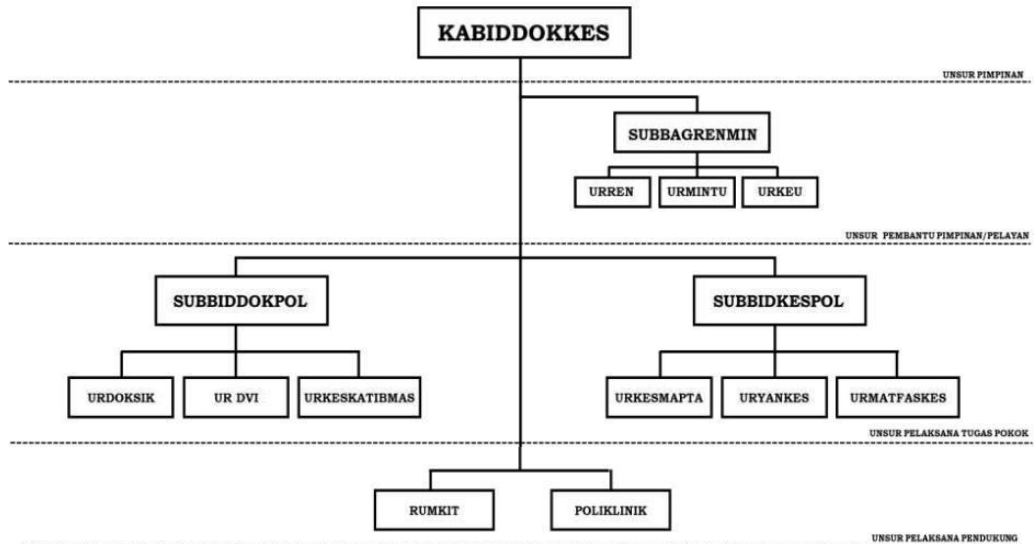 KABIDDOKKES
UNSUR PIMPINAN
SUBBAGRENMIN
URREN URMINTU URKEU
UNSUR PEMBANTU PIMPINAN/PELAYAN
SUBBIDDOKPOL SUBBIDKESPOL
URDOKSIK UR DVI URKESKATIBMAS URKESMAPTA URYANKES URMATFASKES
UNSUR PELAKSANA TUGAS POKOK
RUMKIT POLIKLINIK
UNSUR PELAKSANA PENDUKUNG